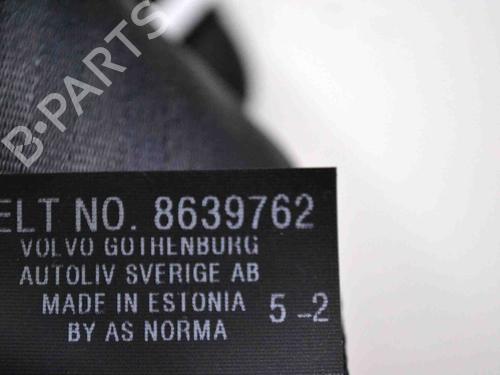 B-PARTS
ELT NO. 8639762
VOLVO GOTHENBURG
AUTOLIV SVERIGE AB
MADE IN ESTONIA 5-2
BY AS NORMA